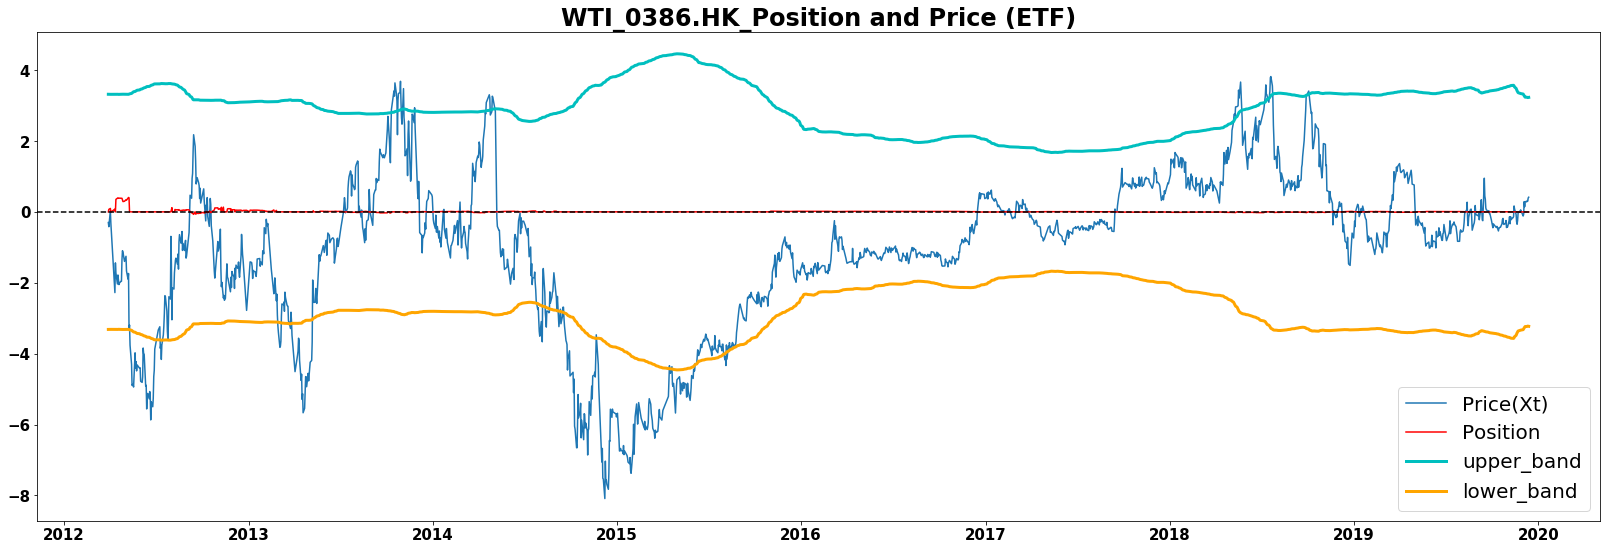 WTI_0386.HK_Position and Price (ETF)
4
2
0
−2
−4
−6
−8
Price(Xt)
Position
upper_band
lower_band
2012 2013 2014 2015 2016 2017 2018 2019 2020